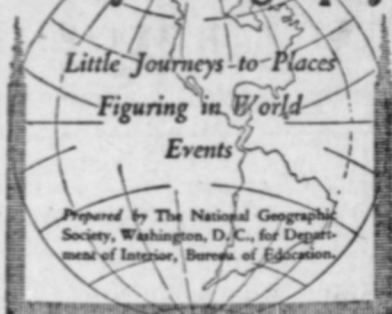 Little Journeys to Places
Figuring in World
Events
Prepared by The National Geographic
Society, Washington, D. C., for Depart-
ment of Interior, Bureau of Education.